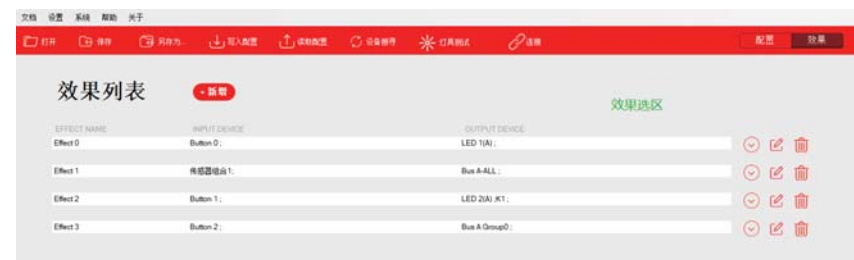 文档 设置 系统 帮助 关于
打开 保存 另存为.. 写入配置 读取配置 设备排序 灯具测试 连接 配置 效果
效果列表 + 新增
效果选区
EFFECT NAME INPUT DEVICE OUTPUT DEVICE
Effect 0 Button 0 ; LED 1(A) ;
Effect 1 传感器组合1; Bus A-ALL ;
Effect 2 Button 1 ; LED 2(A) ;K1 ;
Effect 3 Button 2 ; Bus A Group0 ;